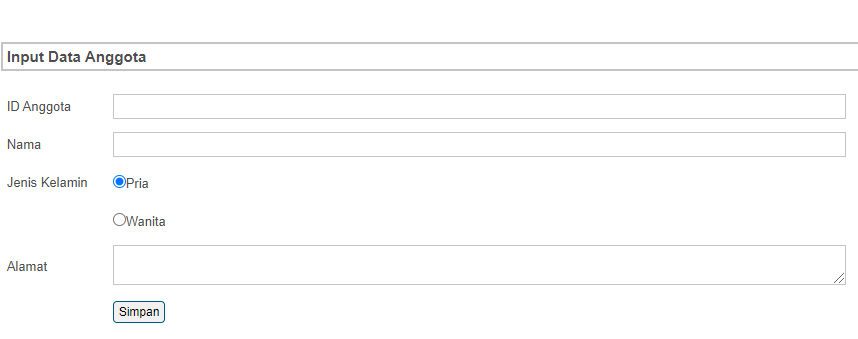 Input Data Anggota
ID Anggota
Nama
Jenis Kelamin Pria
Wanita
Alamat
Simpan